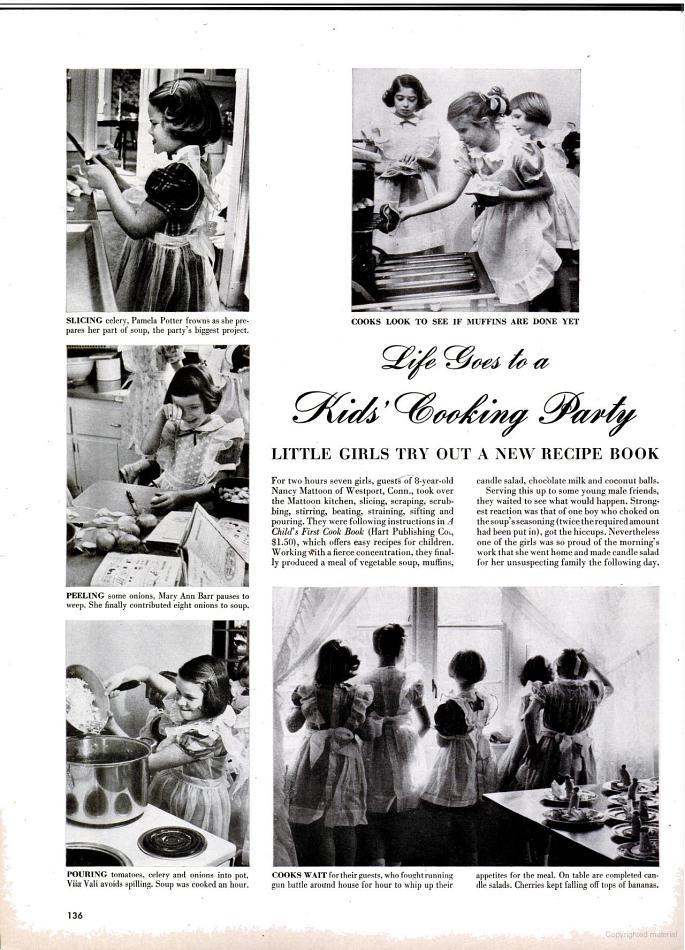 SLICING celery, Pamela Potter frowns as she pre-
pares her part of soup, the party's biggest project.
COOKS LOOK TO SEE IF MUFFINS ARE DONE YET
Life Goes to a
Kids' Cooking Party
LITTLE GIRLS TRY OUT A NEW RECIPE BOOK
For two hours seven girls, guests of 8-year-old
Nancy Mattoon of Westport, Conn., took over
the Mattoon kitchen, slicing, scraping, scrub-
bing, stirring, beating, straining, sifting and
pouring. They were following instructions in A
Child's First Cook Book (Hart Publishing Co.,
$1.50), which offers easy recipes for children.
Working with a fierce concentration, they final-
ly produced a meal of vegetable soup, muffins,
candle salad, chocolate milk and coconut balls.
Serving this up to some young male friends,
they waited to see what would happen. Strong-
est reaction was that of one boy who choked on
the soup's seasoning (twice the required amount
had been put in), got the hiccups. Nevertheless
one of the girls was so proud of the morning's
work that she went home and made candle salad
for her unsuspecting family the following day.
PEELING some onions, Mary Ann Barr pauses to
weep. She finally contributed eight onions to soup.
POURING tomatoes, celery and onions into pot,
Viia Vali avoids spilling. Soup was cooked an hour.
COOKS WAIT for their guests, who fought running
gun battle around house for hour to whip up their
appetites for the meal. On table are completed can-
dle salads. Cherries kept falling off tops of bananas.
136
Copyrighted material